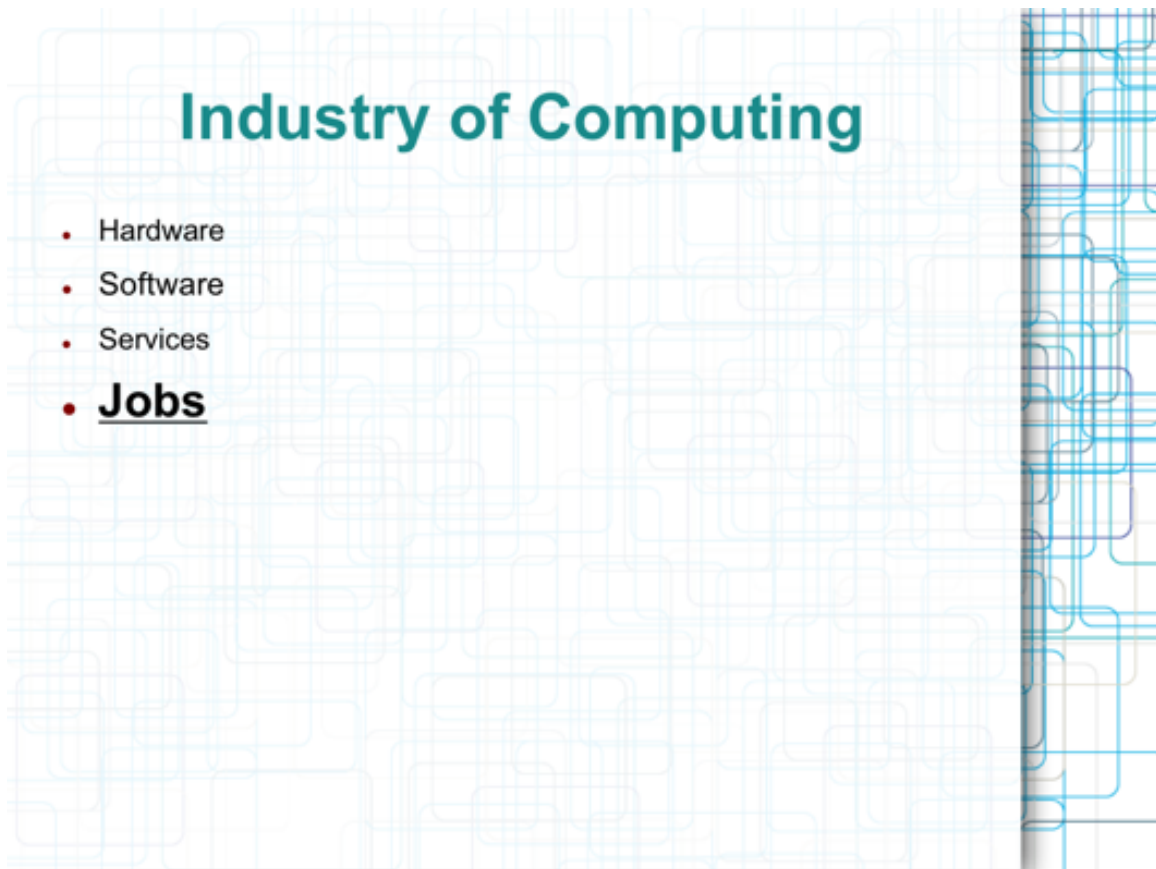 Industry of Computing
• Hardware
• Software
• Services
• Jobs